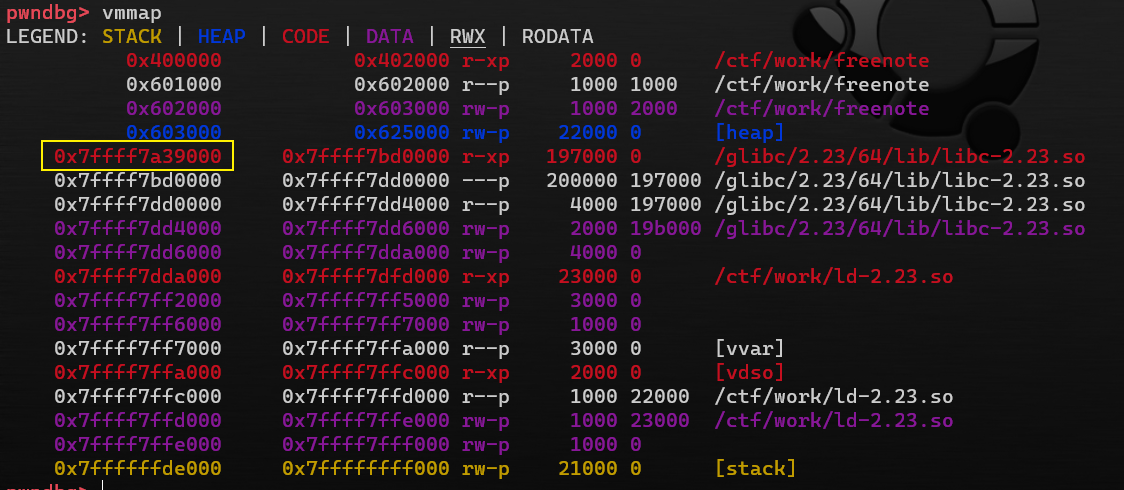 pwndbg> vmmap
LEGEND: STACK | HEAP | CODE | DATA | RWX | RODATA
0x400000 0x402000 r-xp 2000 0 /ctf/work/freenote
0x601000 0x602000 r--p 1000 1000 /ctf/work/freenote
0x602000 0x603000 rw-p 1000 2000 /ctf/work/freenote
0x603000 0x625000 rw-p 22000 0 [heap]
0x7ffff7a39000 0x7ffff7bd0000 r-xp 197000 0 /glibc/2.23/64/lib/libc-2.23.so
0x7ffff7bd0000 0x7ffff7dd0000 ---p 200000 197000 /glibc/2.23/64/lib/libc-2.23.so
0x7ffff7dd0000 0x7ffff7dd4000 r--p 4000 197000 /glibc/2.23/64/lib/libc-2.23.so
0x7ffff7dd4000 0x7ffff7dd6000 rw-p 2000 19b000 /glibc/2.23/64/lib/libc-2.23.so
0x7ffff7dd6000 0x7ffff7dda000 rw-p 4000 0
0x7ffff7dda000 0x7ffff7dfd000 r-xp 23000 0 /ctf/work/ld-2.23.so
0x7ffff7ff2000 0x7ffff7ff5000 rw-p 3000 0
0x7ffff7ff6000 0x7ffff7ff7000 rw-p 1000 0
0x7ffff7ff7000 0x7ffff7ffa000 r--p 3000 0 [vvar]
0x7ffff7ffa000 0x7ffff7ffc000 r-xp 2000 0 [vdso]
0x7ffff7ffc000 0x7ffff7ffd000 r--p 1000 22000 /ctf/work/ld-2.23.so
0x7ffff7ffd000 0x7ffff7ffe000 rw-p 1000 23000 /ctf/work/ld-2.23.so
0x7ffff7ffe000 0x7ffff7fff000 rw-p 1000 0
0x7ffffffde000 0x7ffffffff000 rw-p 21000 0 [stack]
pwndbg>